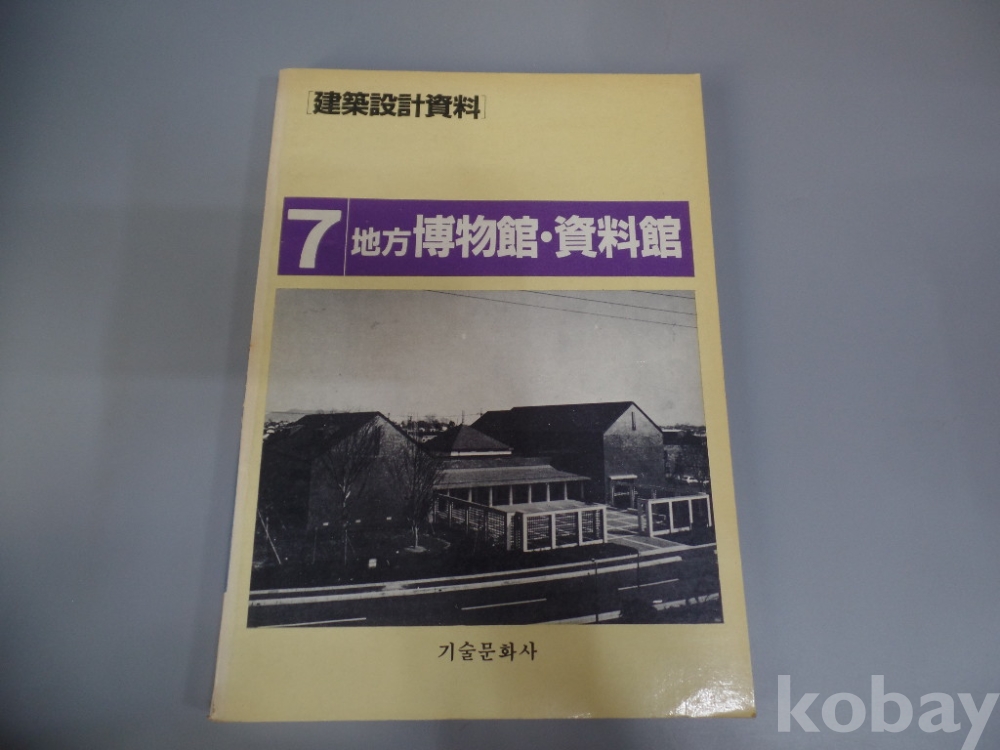 [建築設計資料]
7 地方 博物館・資料館
기술문화사
kobay